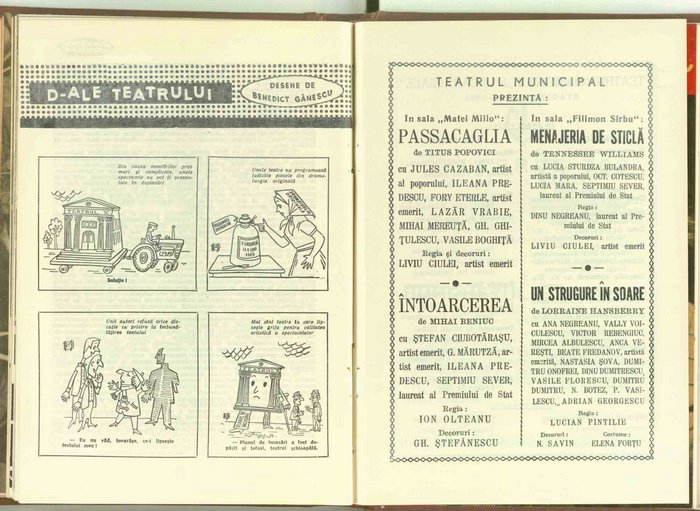 D-ALE TEATRULUI
DESENE DE
BENEDICT GĂNESCU
Din cauza montărilor prea
mari și complicate, unele
spectacole nu pot fi prezen-
tate în deplasări
TEATRUL
Soluție !
Unele teatre nu programează
judicios piesele din drama-
turgia originală
Unii autori refuză orice dis-
cuție cu privire la îmbună-
tățirea textului
— Eu nu văd, tovarășe, ce-i lipsește
textului meu !
Mai sînt teatre în care lip-
sește grija pentru calitatea
artistică a spectacolelor
TEATRUL
— Planul de încasări a fost de-
pășit și totuși, teatrul șchioapătă.
TEATRUL MUNICIPAL
PREZINTĂ :
In sala „Matei Millo“:
PASSACAGLIA
de TITUS POPOVICI
cu JULES CAZABAN, artist
al poporului, ILEANA PRE-
DESCU, FORY ETERLE, artist
emerit, LAZĂR VRABIE,
MIHAI MEREUȚĂ, GH. GHI-
ȚULESCU, VASILE BOGHIȚĂ
Regia și decoruri :
LIVIU CIULEI, artist emerit
ÎNTOARCEREA
de MIHAI BENIUC
cu ȘTEFAN CIUBOTĂRAȘU,
artist emerit, G. MĂRUTZĂ, ar-
tist emerit, ILEANA PRE-
DESCU, SEPTIMIU SEVER,
laureat al Premiului de Stat
Regia :
ION OLTEANU
Decoruri :
GH. ȘTEFĂNESCU
In sala „Filimon Sîrbu“:
MENAJERIA DE STICLĂ
de TENNESSEE WILLIAMS
cu LUCIA STURDZA BULANDRA,
artistă a poporului, OCT. COTESCU,
LUCIA MARA, SEPTIMIU SEVER,
laureat al Premiului de Stat
Regia :
DINU NEGREANU, laureat al Pre-
miului de Stat
Decoruri :
LIVIU CIULEI, artist emerit
UN STRUGURE ÎN SOARE
de LORRAINE HANSBERRY
cu ANA NEGREANU, VALLY VOI-
CULESCU, VICTOR REBENGIUC,
MIRCEA ALBULESCU, ANCA VE-
REȘTI, BEATE FREDANOV, artistă
emerită, NASTASIA ȘOVA, DUMI-
TRU ONOFREI, DINU DUMITRESCU,
VASILE FLORESCU, DUMITRU
DUMITRU, N. BOTEZ, P. VASI-
LESCU, ADRIAN GEORGESCU
Regia :
LUCIAN PINTILIE
Decoruri :
N. SAVIN
Costume :
ELENA FORȚU